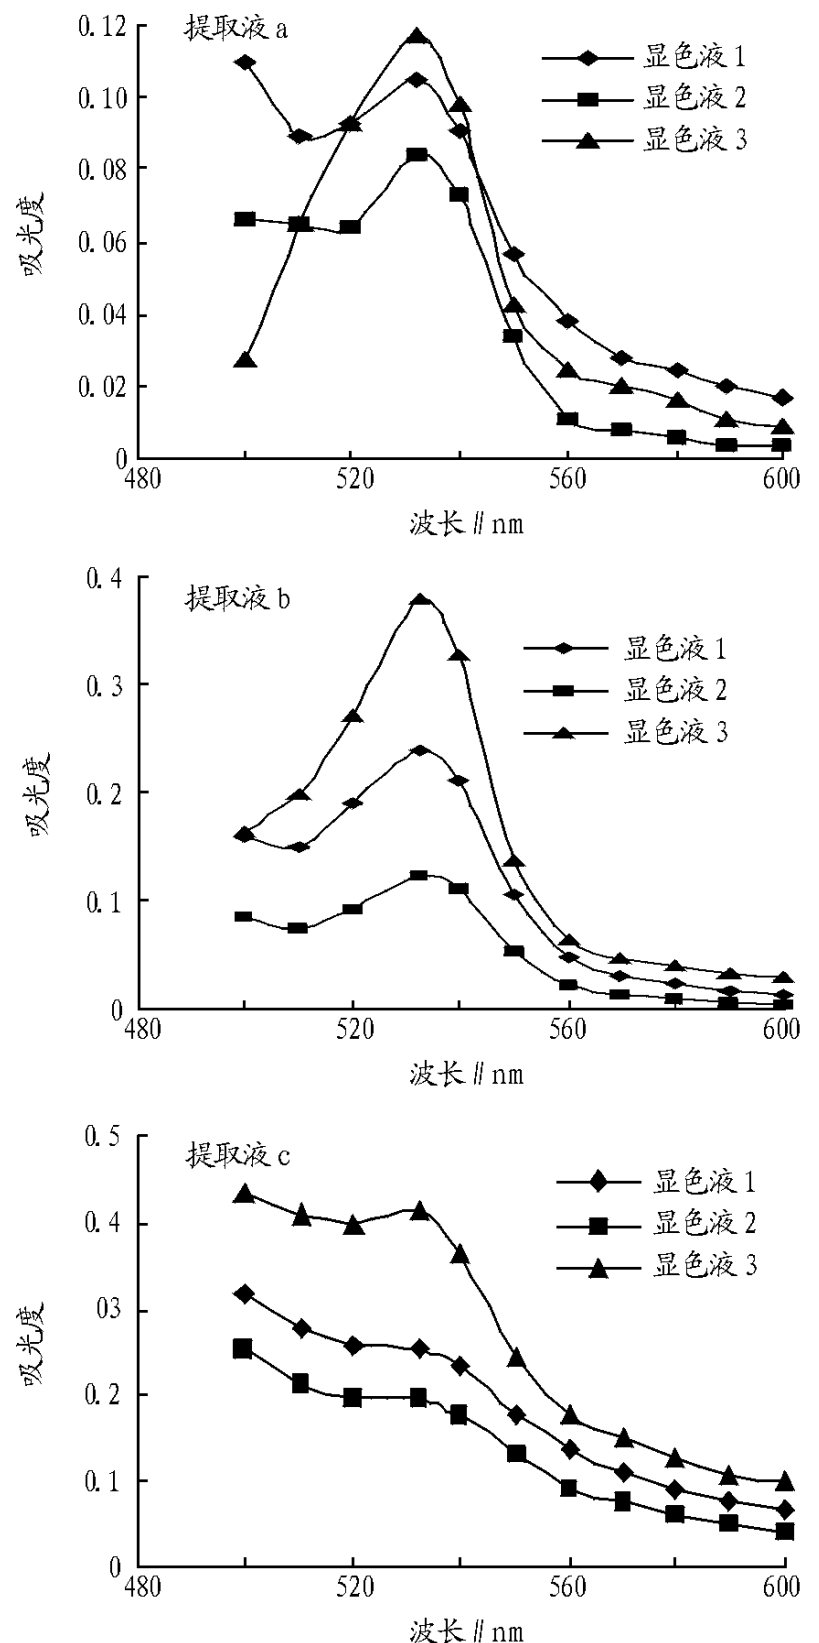 提取液 a
显色液 1
显色液 2
显色液 3
吸光度
0.12
0.10
0.08
0.06
0.04
0.02
0
480 520 560 600
波长 // nm
提取液 b
显色液 1
显色液 2
显色液 3
吸光度
0.4
0.3
0.2
0.1
0
480 520 560 600
波长 // nm
提取液 c
显色液 1
显色液 2
显色液 3
吸光度
0.5
0.4
03
0.2
0.1
0
480 520 560 600
波长 // nm